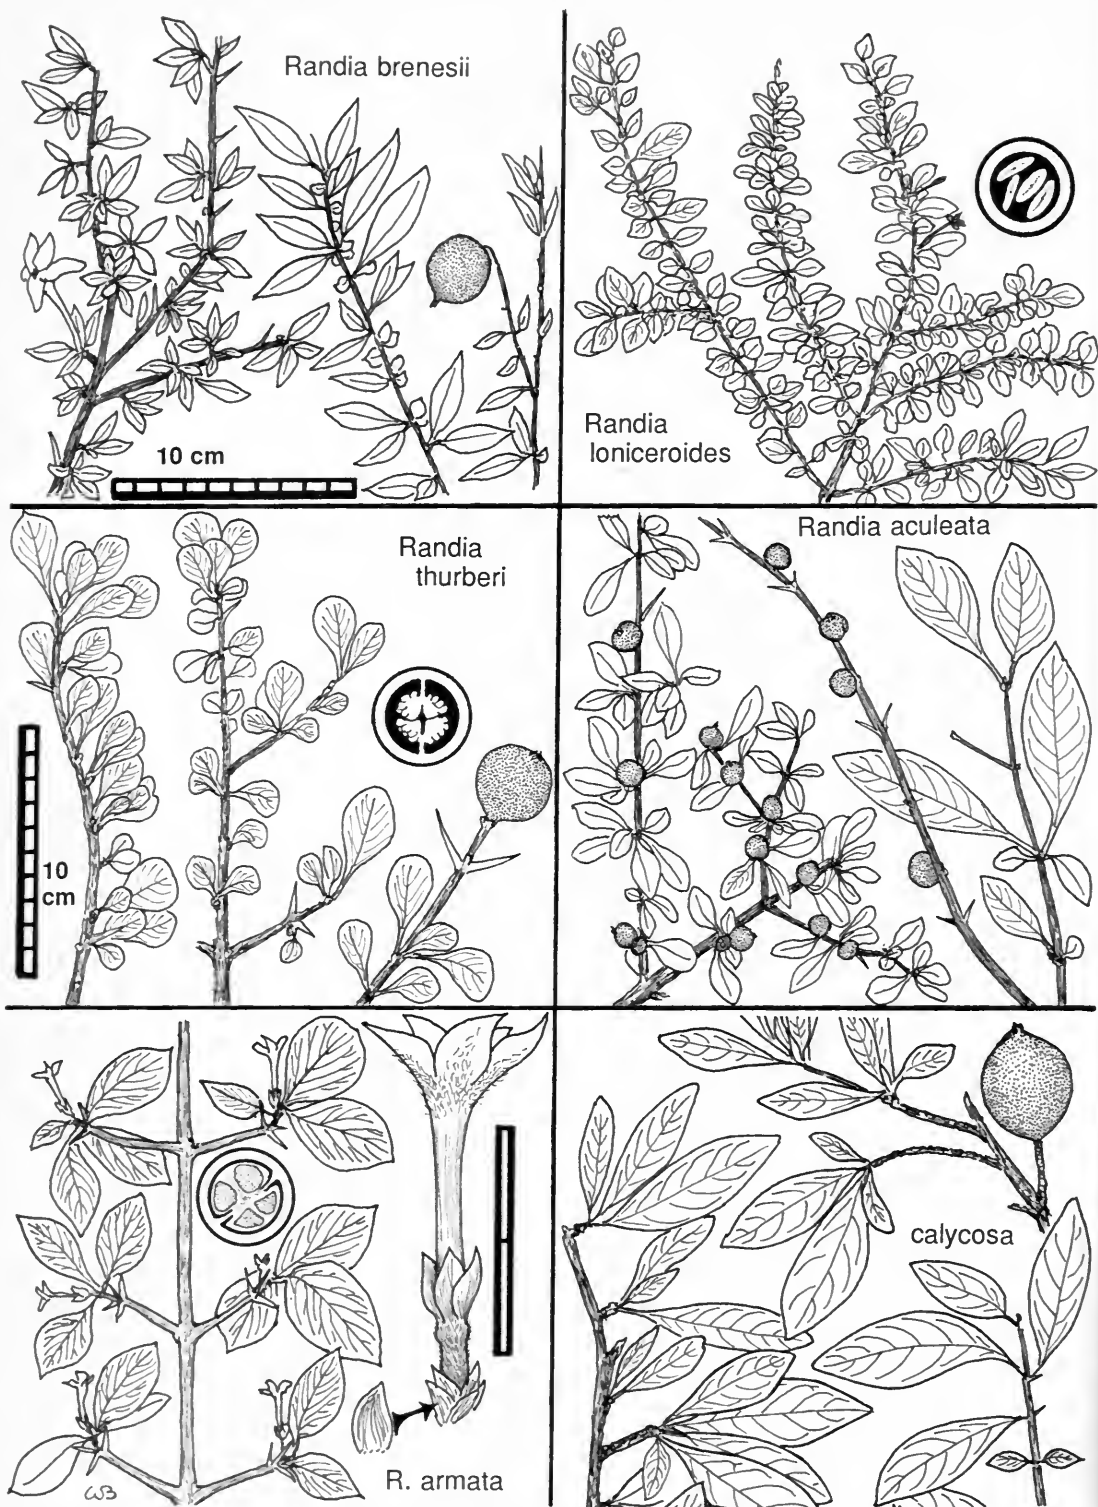 Randia brenesii
10 cm
Randia
loniceroides
Randia
thurberi
10
cm
Randia aculeata
R. armata
WB
calycosa